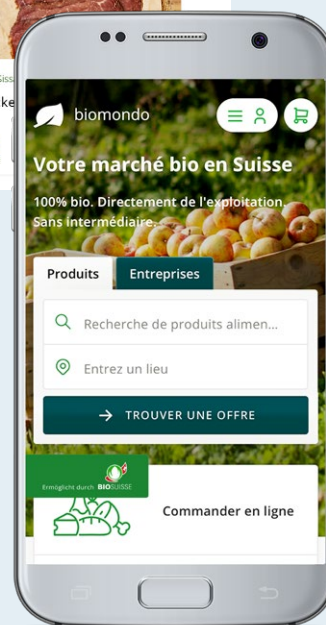 biomondo
Votre marché bio en Suisse
100% bio. Directement de l'exploitation.
Sans intermédiaire.
Produits
Entreprises
Recherche de produits alimen...
Entrez un lieu
→ TROUVER UNE OFFRE
Ermöglicht durch BIOSUISSE
Commander en ligne